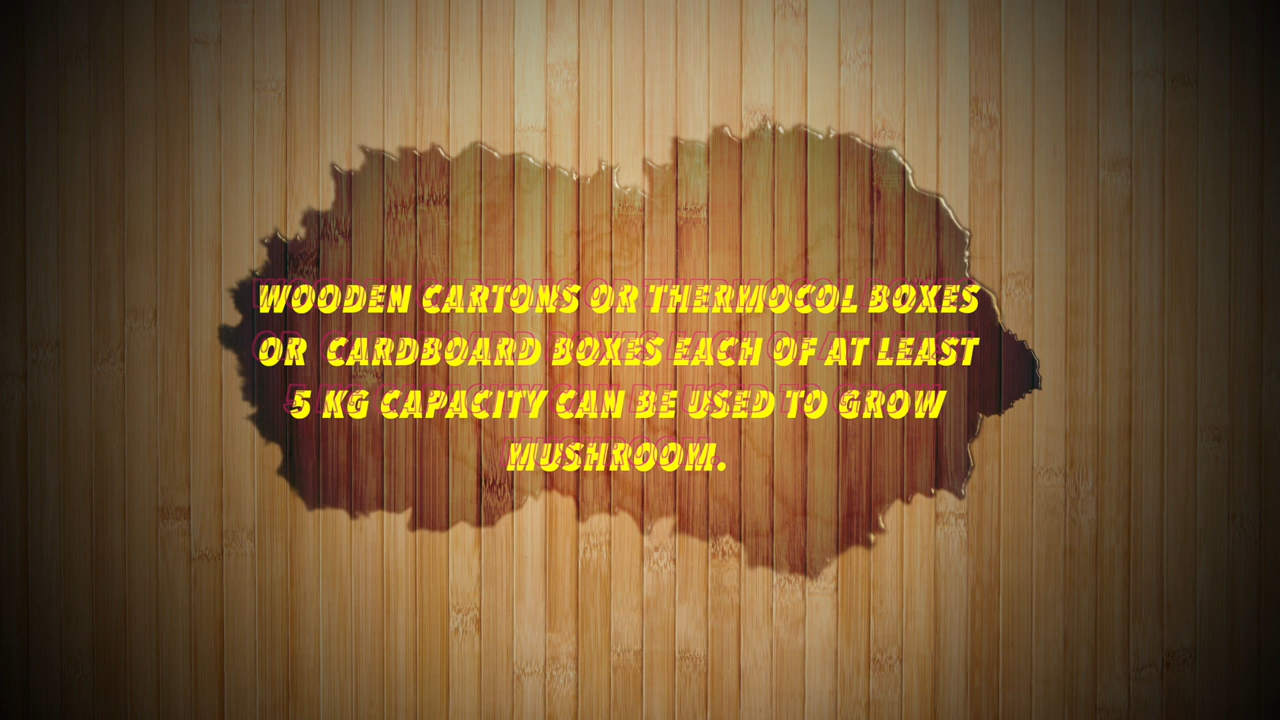 WOODEN CARTONS OR THERMOCOL BOXES
OR CARDBOARD BOXES EACH OF AT LEAST
5 KG CAPACITY CAN BE USED TO GROW
MUSHROOM.